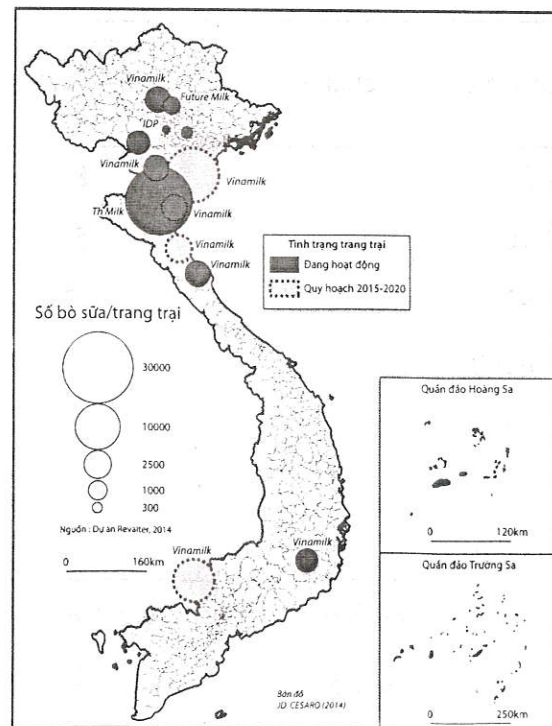 Vinamilk
Future Milk
IDP
Vinamilk
Vinamilk
Th Milk
Vinamilk
Vinamilk
Vinamilk
Tình trạng trang trại
Đang hoạt động
Quy hoạch 2015-2020
Số bò sữa/trang trại
30000
10000
2500
1000
300
Nguồn : Dự án Revalter, 2014
0 160km
Vinamilk
Vinamilk
Bản đồ
JD. CESARO (2014)
Quần đảo Hoàng Sa
0 120km
Quần đảo Trường Sa
0 250km